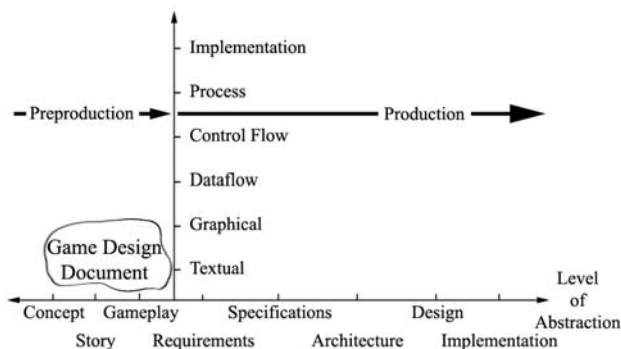 Implementation
Process
Preproduction
Production
Control Flow
Dataflow
Graphical
Game Design
Document
Textual
Level
of
Abstraction
Concept
Gameplay
Specifications
Design
Story
Requirements
Architecture
Implementation